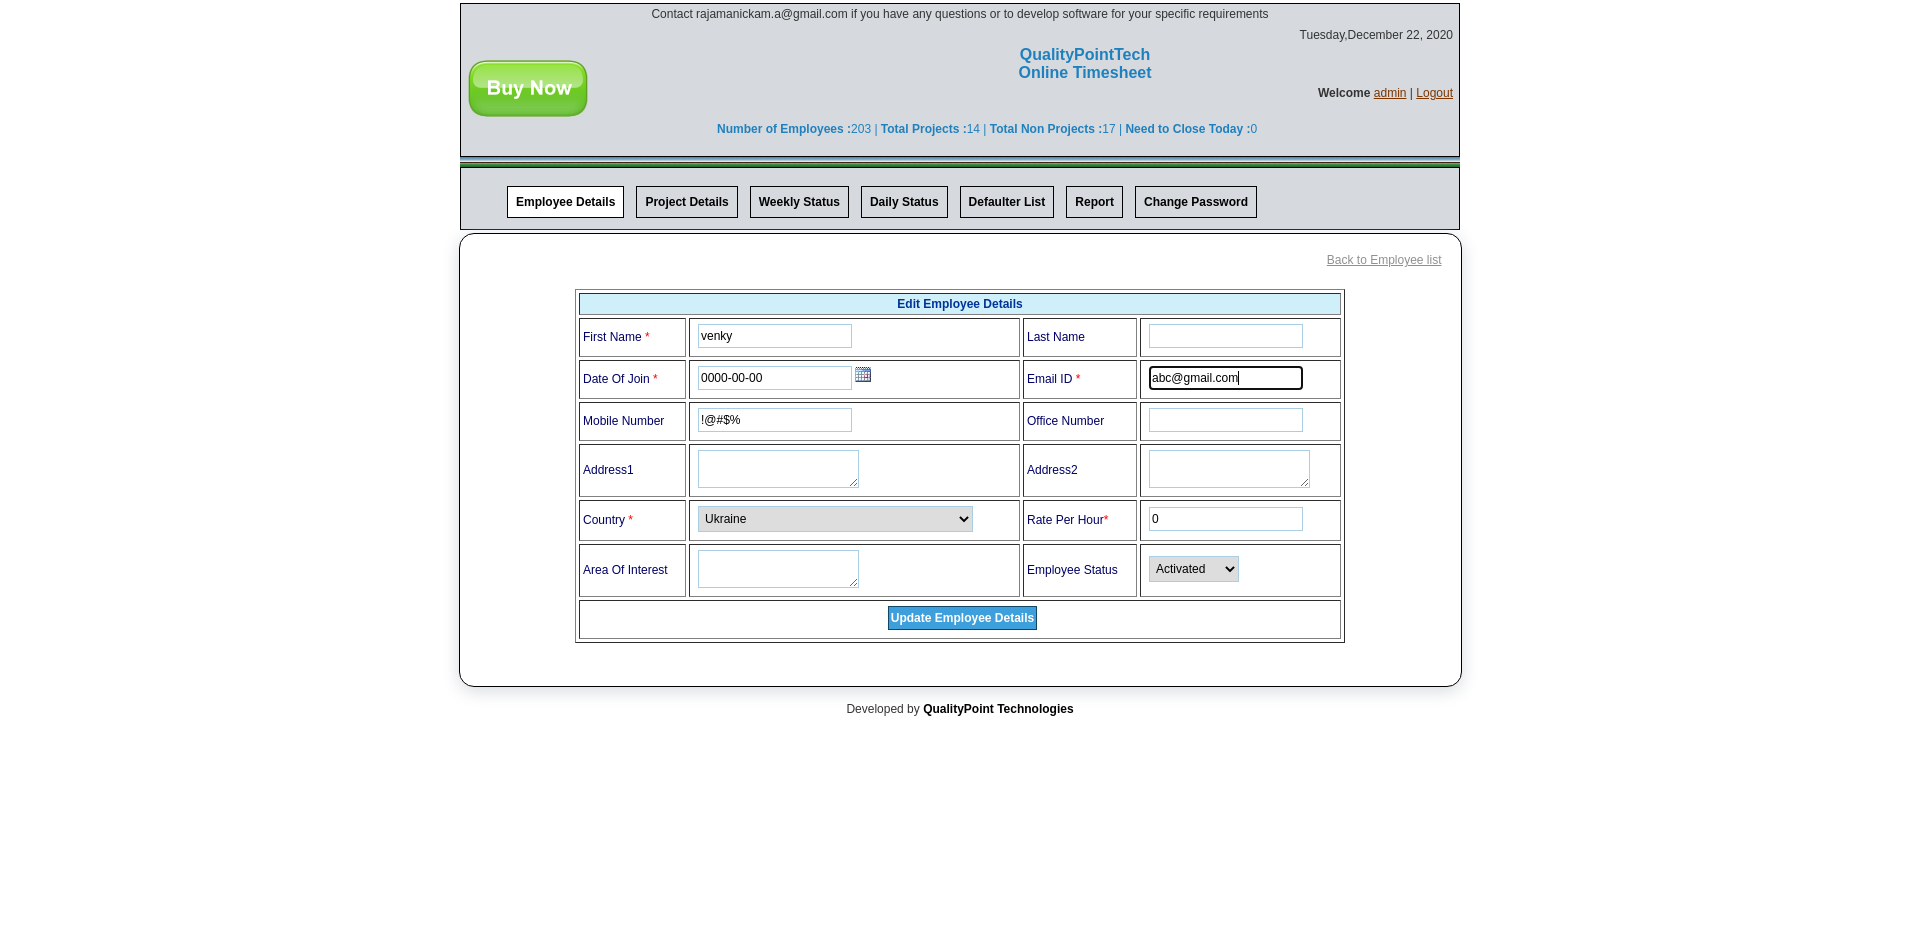 Contact rajamanickam.a@gmail.com if you have any questions or to develop software for your specific requirements
Tuesday,December 22, 2020
QualityPointTech
Online Timesheet
Buy Now
Welcome admin | Logout
Number of Employees :203 | Total Projects :14 | Total Non Projects :17 | Need to Close Today :0
Employee Details Project Details Weekly Status Daily Status Defaulter List Report Change Password
Back to Employee list
Edit Employee Details
First Name * venky Last Name
Date Of Join * 0000-00-00 Email ID * abc@gmail.com
Mobile Number !@#$% Office Number
Address1 Address2
Country * Ukraine Rate Per Hour* 0
Area Of Interest Employee Status Activated
Update Employee Details
Developed by QualityPoint Technologies